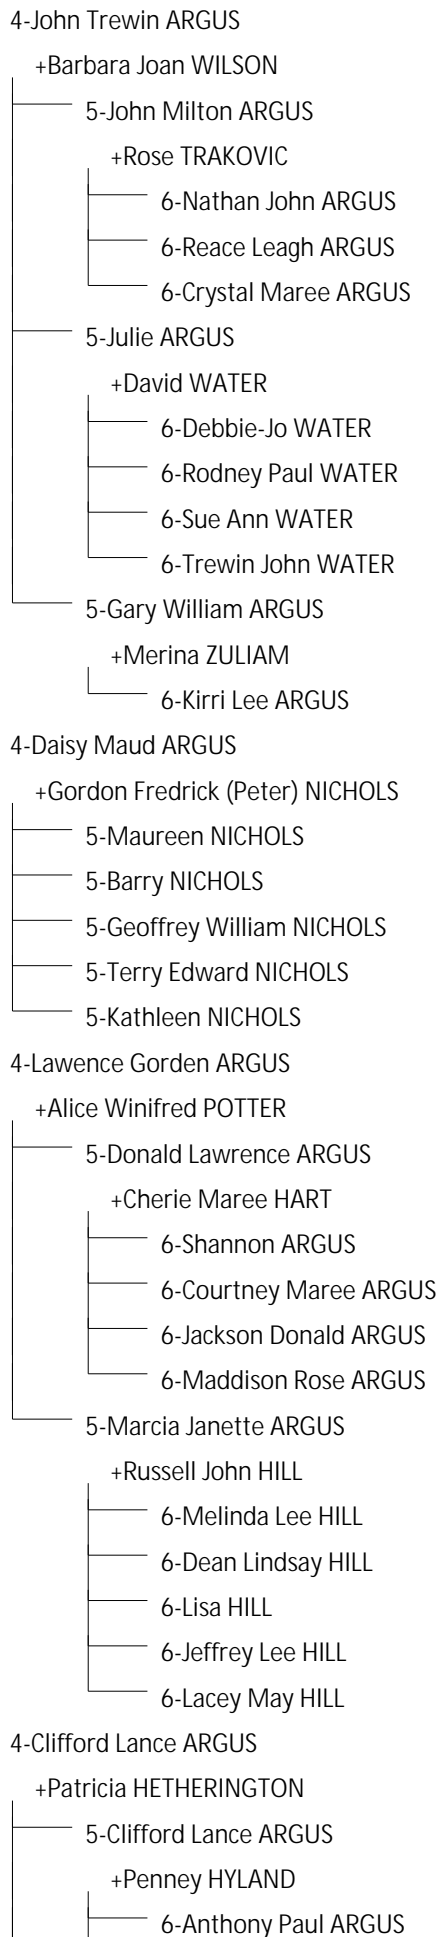 4-John Trewin ARGUS
+Barbara Joan WILSON
5-John Milton ARGUS
+Rose TRAKOVIC
6-Nathan John ARGUS
6-Reace Leagh ARGUS
6-Crystal Maree ARGUS
5-Julie ARGUS
+David WATER
6-Debbie-Jo WATER
6-Rodney Paul WATER
6-Sue Ann WATER
6-Trewin John WATER
5-Gary William ARGUS
+Merina ZULIAM
6-Kirri Lee ARGUS
4-Daisy Maud ARGUS
+Gordon Fredrick (Peter) NICHOLS
5-Maureen NICHOLS
5-Barry NICHOLS
5-Geoffrey William NICHOLS
5-Terry Edward NICHOLS
5-Kathleen NICHOLS
4-Lawence Gorden ARGUS
+Alice Winifred POTTER
5-Donald Lawrence ARGUS
+Cherie Maree HART
6-Shannon ARGUS
6-Courtney Maree ARGUS
6-Jackson Donald ARGUS
6-Maddison Rose ARGUS
5-Marcia Janette ARGUS
+Russell John HILL
6-Melinda Lee HILL
6-Dean Lindsay HILL
6-Lisa HILL
6-Jeffrey Lee HILL
6-Lacey May HILL
4-Clifford Lance ARGUS
+Patricia HETHERINGTON
5-Clifford Lance ARGUS
+Penney HYLAND
6-Anthony Paul ARGUS